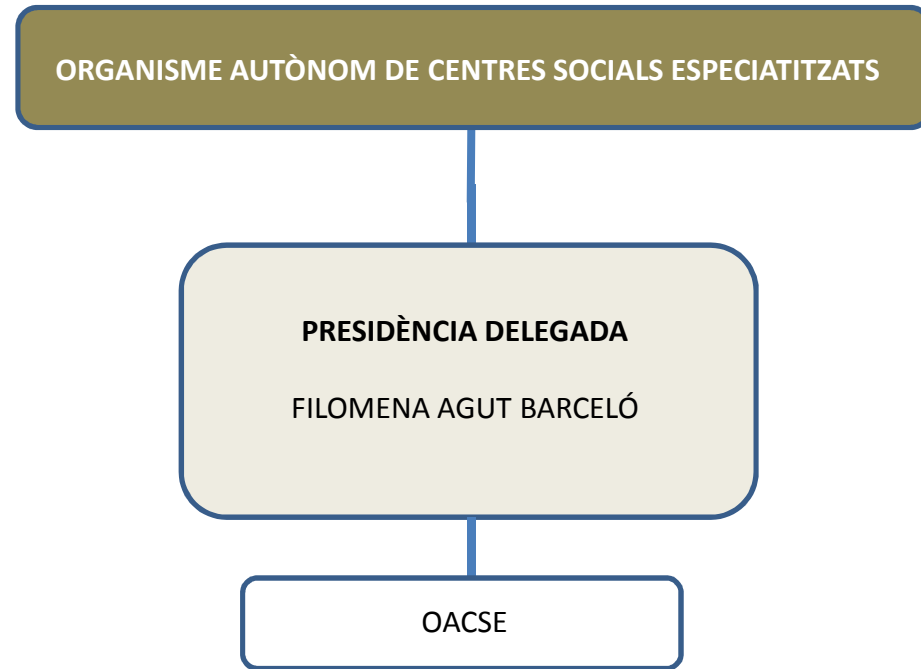 ORGANISME AUTÒNOM DE CENTRES SOCIALS ESPECIATITZATS
PRESIDÈNCIA DELEGADA
FILOMENA AGUT BARCELÓ
OACSE